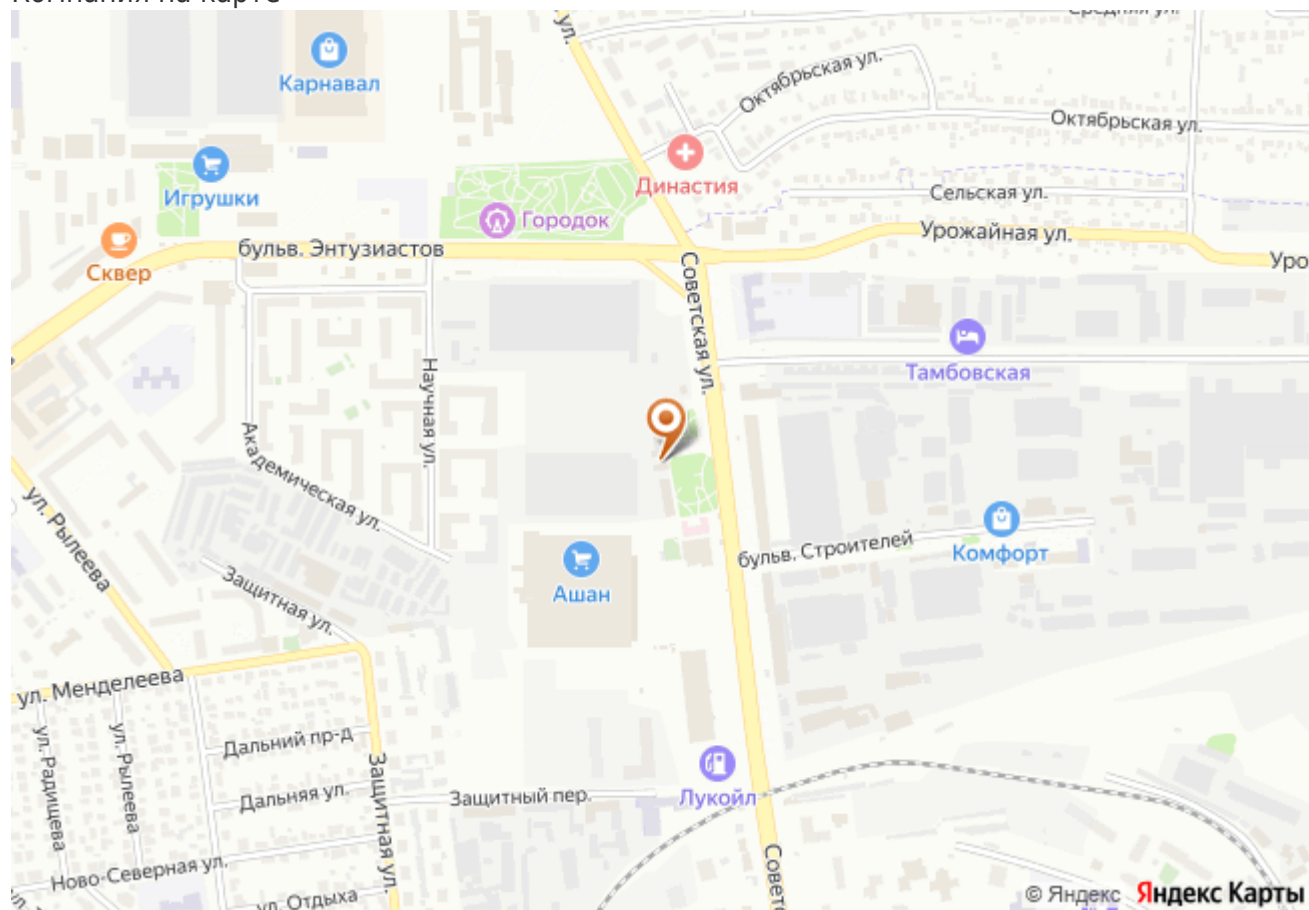 Компания на карте
Средняя ул.
ул.
Карнавал
Октябрьская ул.
Октябрьская ул.
Династия
Игрушки
Сельская ул.
Городок
Урожайная ул.
бульв. Энтузиастов
Сквер
Уро
Советская ул.
Тамбовская
Научная ул.
Академическая ул.
ул. Рылеева
бульв. Строителей
Комфорт
Ашан
Защитная ул.
ул. Менделеева
ул. Радищева
ул. Рылеева
Дальний пр-д
Защитная ул.
Дальняя ул.
Защитный пер.
Лукойл
Ново-Северная ул.
Советс
ул. Отдыха
© Яндекс Яндекс Карты